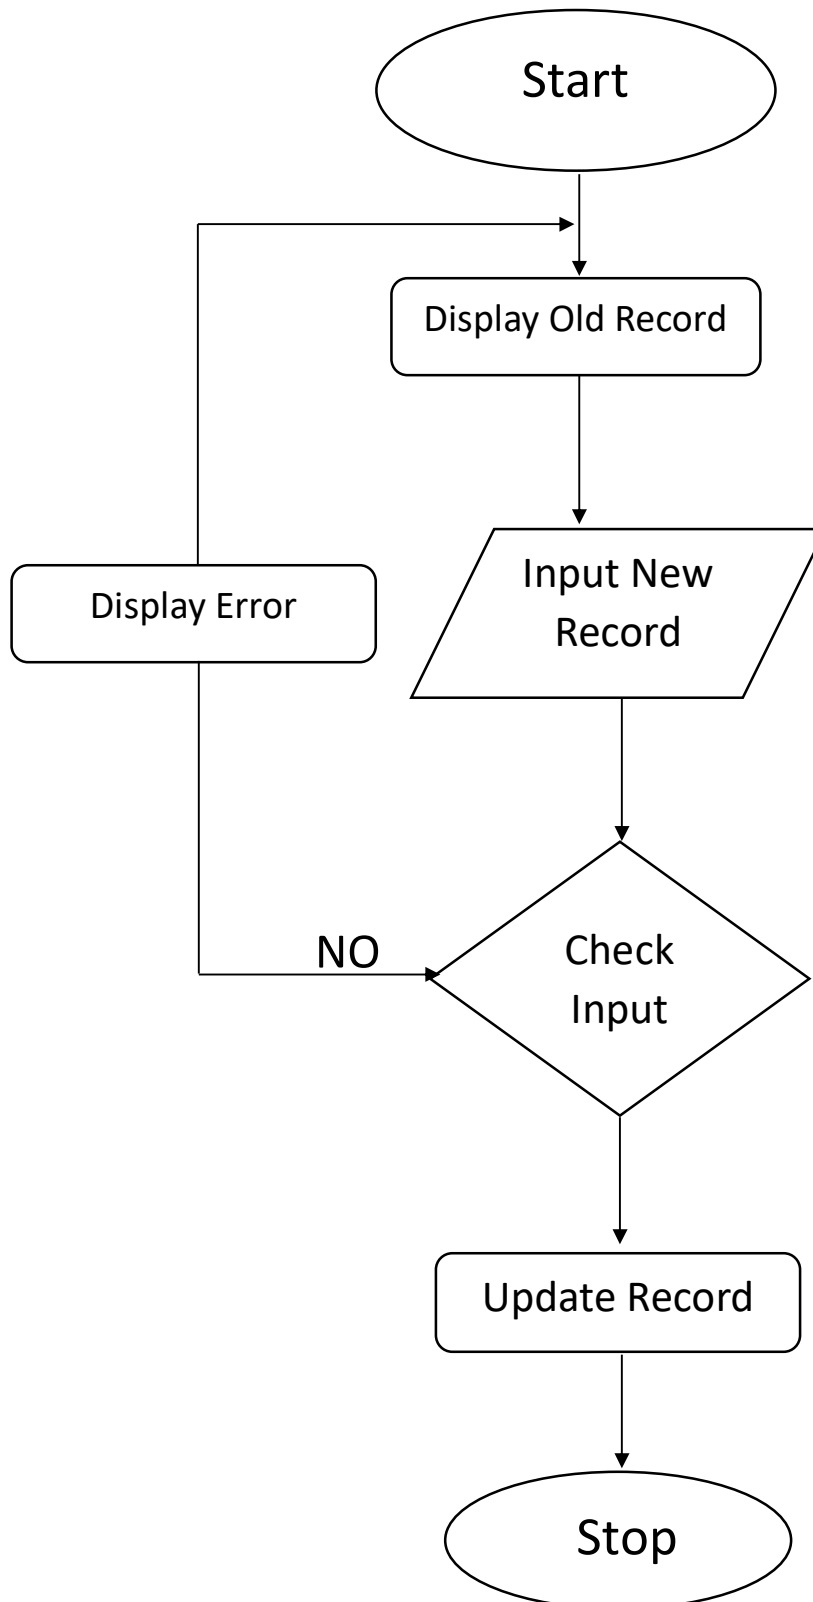 Start
Display Old Record
Input New
Record
Display Error
NO
Check
Input
Update Record
Stop